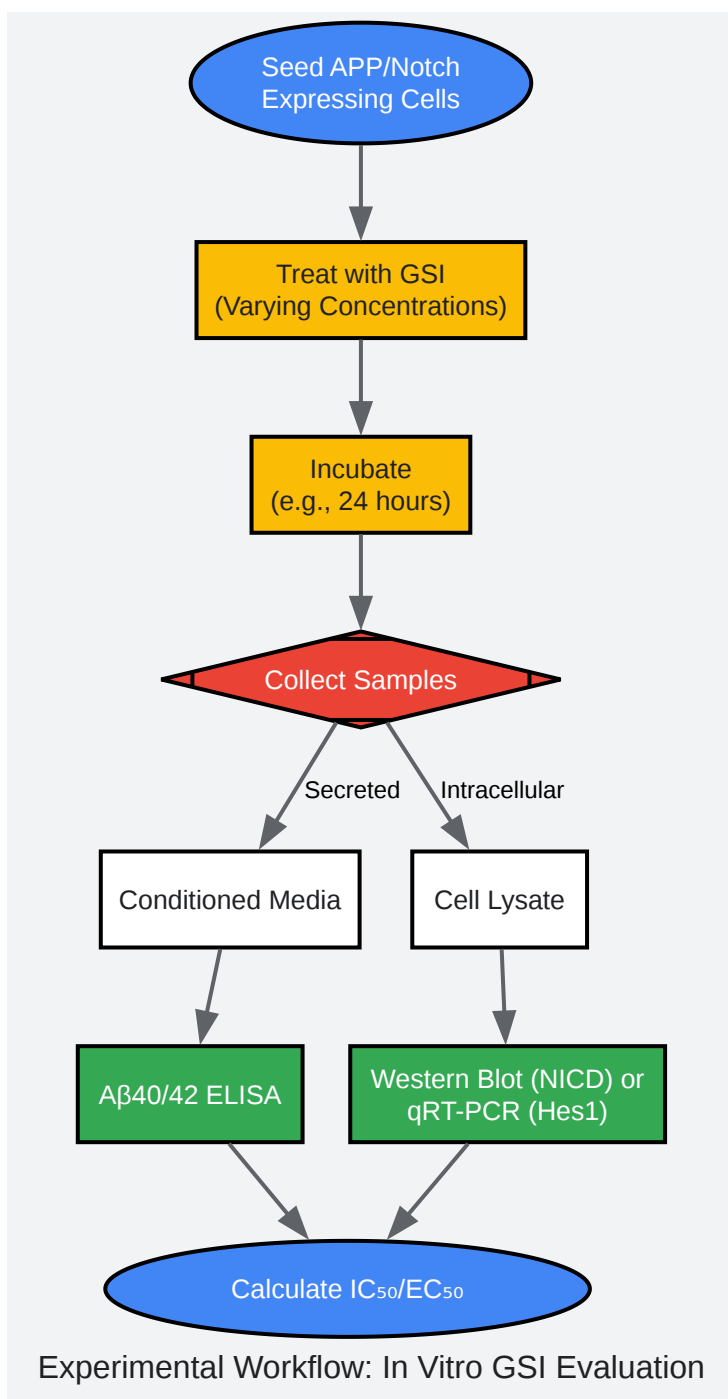 Seed APP/Notch
Expressing Cells
Treat with GSI
(Varying Concentrations)
Incubate
(e.g., 24 hours)
Collect Samples
Secreted
Intracellular
Conditioned Media
Cell Lysate
Aβ40/42 ELISA
Western Blot (NICD) or
qRT-PCR (Hes1)
Calculate IC₅₀/EC₅₀
Experimental Workflow: In Vitro GSI Evaluation